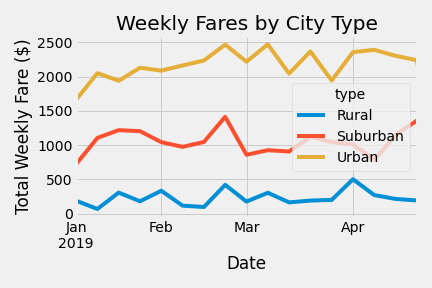 Weekly Fares by City Type
Total Weekly Fare ($)
2500
2000
1500
1000
500
0
type
Rural
Suburban
Urban
Jan
2019
Feb
Mar
Apr
Date